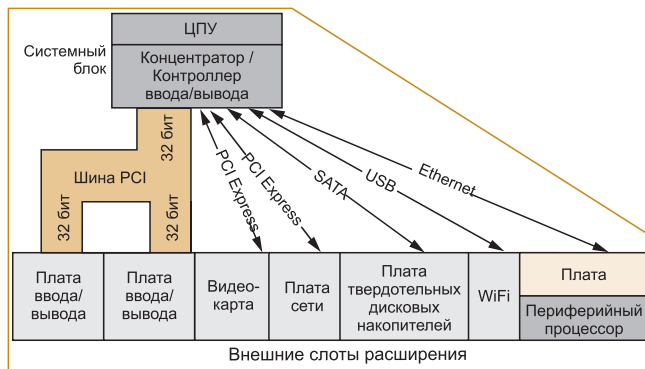 ЦПУ
Системный
блок
Концентратор /
Контроллер
ввода/вывода
32 бит
Шина PCI
32 бит
32 бит
PCI Express
PCI Express
SATA
USB
Ethernet
Плата
ввода/
вывода
Плата
ввода/
вывода
Видео-
карта
Плата
сети
Плата
твердотельных
дисковых
накопителей
WiFi
Плата
Периферийный
процессор
Внешние слоты расширения